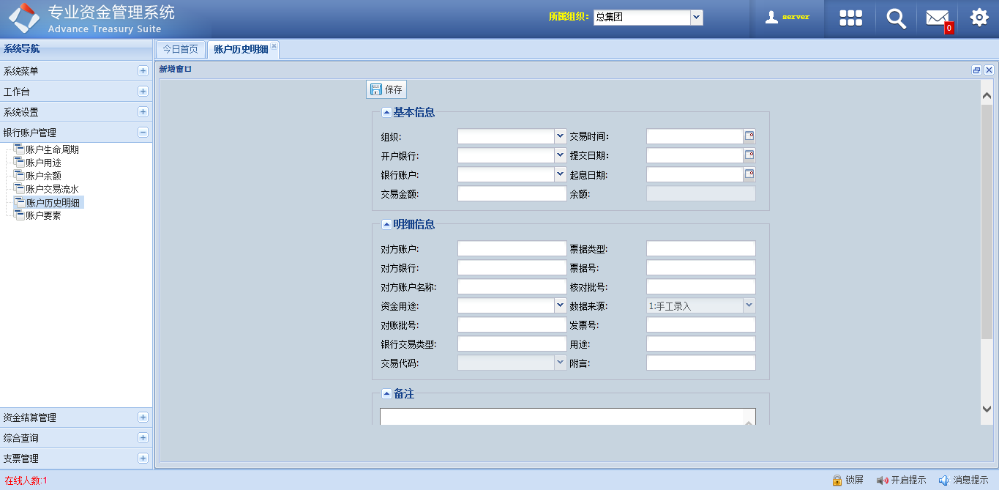 专业资金管理系统
Advance Treasury Suite
所属组织: 总集团
server
0
系统导航
系统菜单
工作台
系统设置
银行账户管理
账户生命周期
账户用途
账户余额
账户交易流水
账户历史明细
账户要素
资金结算管理
综合查询
支票管理
今日首页 账户历史明细
新增窗口
保存
基本信息
组织: 交易时间:
开户银行: 提交日期:
银行账户: 起息日期:
交易金额: 余额:
明细信息
对方账户: 票据类型:
对方银行: 票据号:
对方账户名称: 核对批号:
资金用途: 数据来源: 1:手工录入
对账批号: 发票号:
银行交易类型: 用途:
交易代码: 附言:
备注
在线人数:1
锁屏 开启提示 消息提示